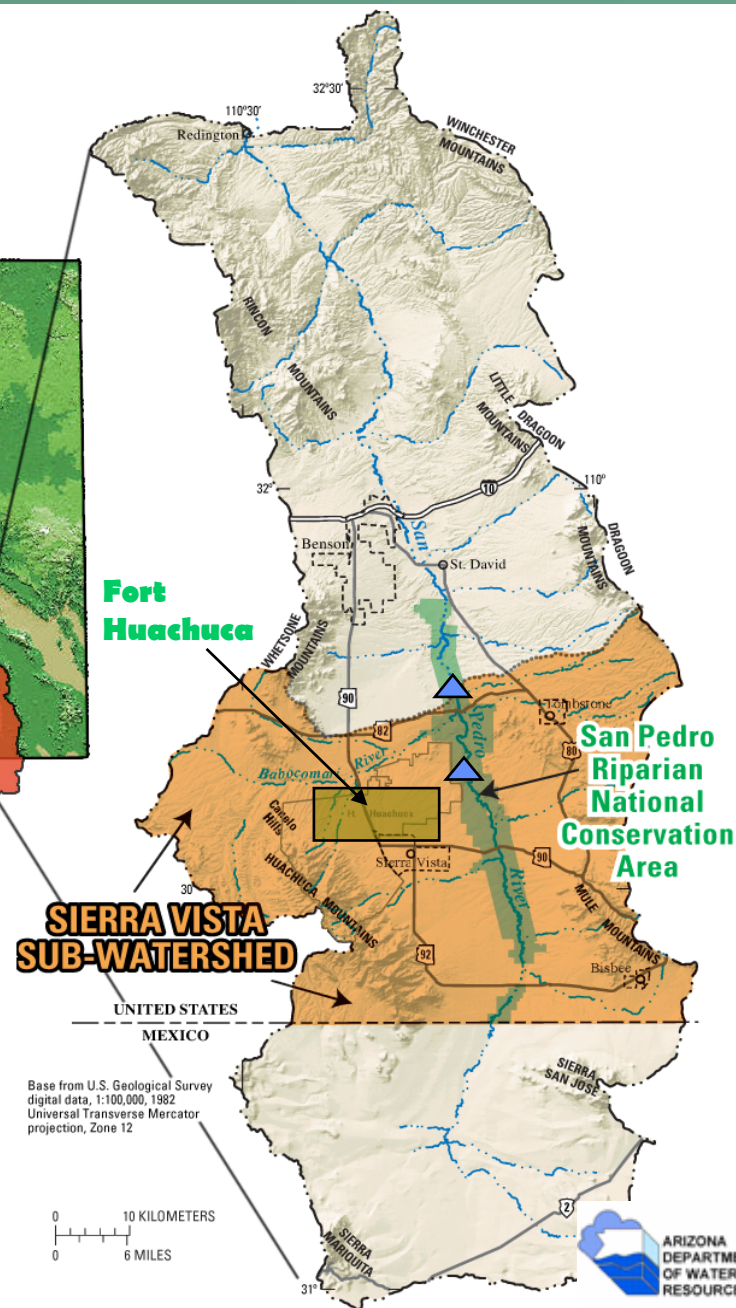 32°30'
110°30'
Redington
WINCHESTER
MOUNTAINS
RINCON
MOUNTAINS
LITTLE DRAGOON
MOUNTAINS
32°
10
110°
San
Benson
DRAGOON
MOUNTAINS
St. David
Fort
Huachuca
WHETSONE
MOUNTAINS
90
82
Tombstone
80
Pedro
River
Babocomari
San Pedro
Riparian
National
Conservation
Area
Canelo
Hills
Huachuca
Sierra Vista
90
River
30'
HUACHUCA MOUNTAINS
MULE
MOUNTAINS
SIERRA VISTA
SUB-WATERSHED
92
Bisbee
UNITED STATES
MEXICO
SIERRA
SAN JOSE
Base from U.S. Geological Survey
digital data, 1:100,000, 1982
Universal Transverse Mercator
projection, Zone 12
0 10 KILOMETERS
0 6 MILES
2
SIERRA
MARIQUITA
31°
ARIZONA
DEPARTME
OF WATER
RESOURC